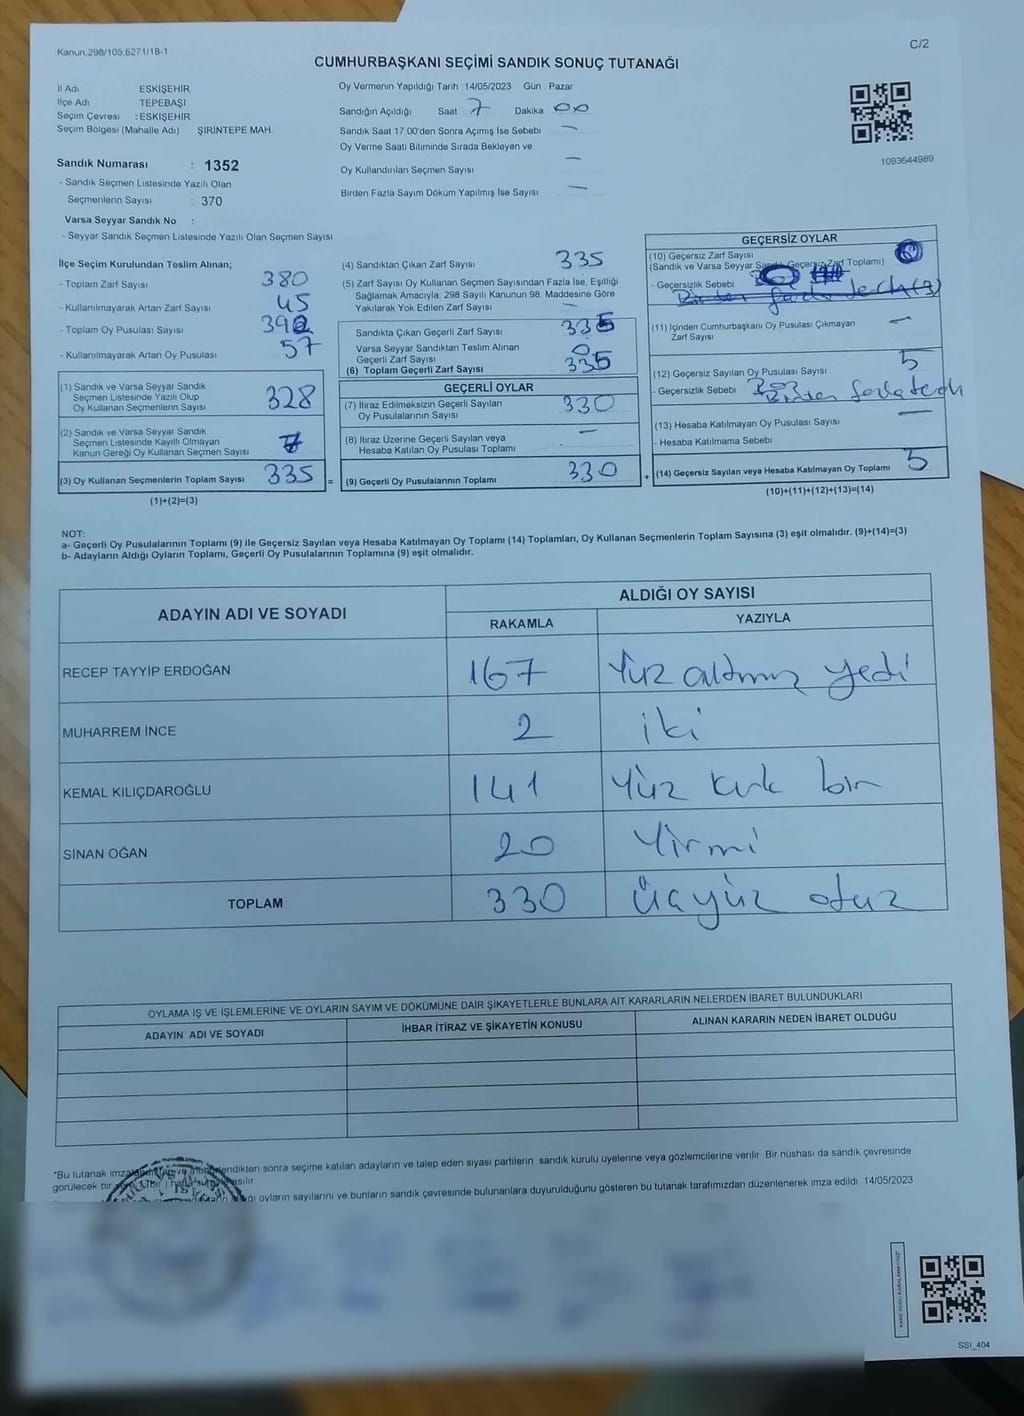 Kanun,298/105;6271/18-1
C/2
CUMHURBAŞKANI SEÇİMİ SANDIK SONUÇ TUTANAĞI
İl Adı ESKİŞEHİR
İlçe Adı TEPEBAŞI
Seçim Çevresi : ESKİŞEHİR
Seçim Bölgesi (Mahalle Adı) ŞİRİNTEPE MAH
Sandık Numarası : 1352
- Sandık Seçmen Listesinde Yazılı Olan
Seçmenlerin Sayısı : 370
Varsa Seyyar Sandık No :
- Seyyar Sandık Seçmen Listesinde Yazılı Olan Seçmen Sayısı
Oy Vermenin Yapıldığı Tarih 14/05/2023 Gün Pazar
Sandığın Açıldığı Saat 7 Dakika 00
Sandık Saat 17:00'den Sonra Açımış İse Sebebi —
Oy Verme Saati Bitiminde Sırada Bekleyen ve
Oy Kullandırılan Seçmen Sayısı —
Birden Fazla Sayım Döküm Yapılmış İse Sayısı —
1093644989
İlçe Seçim Kurulundan Teslim Alınan;
- Toplam Zarf Sayısı 380
- Kullanılmayarak Artan Zarf Sayısı 45
- Toplam Oy Pusulası Sayısı 392
- Kullanılmayarak Artan Oy Pusulası 57
(1) Sandık ve Varsa Seyyar Sandık
Seçmen Listesinde Yazılı Olup
Oy Kullanan Seçmenlerin Sayısı 328
(2) Sandık ve Varsa Seyyar Sandık
Seçmen Listesinde Kayıtlı Olmayan
Kanun Gereği Oy Kullanan Seçmen Sayısı 7
(3) Oy Kullanan Seçmenlerin Toplam Sayısı 335
(1)+(2)=(3)
(4) Sandıktan Çıkan Zarf Sayısı 335
(5) Zarf Sayısı Oy Kullanan Seçmen Sayısından Fazla İse, Eşitliği
Sağlamak Amacıyla, 298 Sayılı Kanunun 98. Maddesine Göre
Yakılarak Yok Edilen Zarf Sayısı —
Sandıkta Çıkan Geçerli Zarf Sayısı 335
Varsa Seyyar Sandıktan Teslim Alınan
Geçerli Zarf Sayısı 0
(6) Toplam Geçerli Zarf Sayısı 335
GEÇERLİ OYLAR
(7) İtiraz Edilmeksizin Geçerli Sayılan
Oy Pusulalarının Sayısı 330
(8) İtiraz Üzerine Geçerli Sayılan veya
Hesaba Katılan Oy Pusulası Toplamı —
= (9) Geçerli Oy Pusulalarının Toplamı 330
GEÇERSİZ OYLAR
(10) Geçersiz Zarf Sayısı
(Sandık ve Varsa Seyyar Sandık Geçersiz Zarf Toplamı)
- Geçersizlik Sebebi
(11) İçinden Cumhurbaşkanı Oy Pusulası Çıkmayan
Zarf Sayısı —
(12) Geçersiz Sayılan Oy Pusulası Sayısı 5
- Geçersizlik Sebebi Birden fazla tercih
(13) Hesaba Katılmayan Oy Pusulası Sayısı —
- Hesaba Katılmama Sebebi
+ (14) Geçersiz Sayılan veya Hesaba Katılmayan Oy Toplamı 5
(10)+(11)+(12)+(13)=(14)
NOT:
a- Geçerli Oy Pusulalarının Toplamı (9) ile Geçersiz Sayılan veya Hesaba Katılmayan Oy Toplamı (14) Toplamları, Oy Kullanan Seçmenlerin Toplam Sayısına (3) eşit olmalıdır. (9)+(14)=(3)
b- Adayların Aldığı Oyların Toplamı, Geçerli Oy Pusulalarının Toplamına (9) eşit olmalıdır.
ADAYIN ADI VE SOYADI
ALDIĞI OY SAYISI
RAKAMLA YAZIYLA
RECEP TAYYİP ERDOĞAN 167 Yüz altmış yedi
MUHARREM İNCE 2 iki
KEMAL KILIÇDAROĞLU 141 Yüz kırk bir
SİNAN OĞAN 20 Yirmi
TOPLAM 330 üçyüz otuz
OYLAMA İŞ VE İŞLEMLERİNE VE OYLARIN SAYIM VE DÖKÜMÜNE DAİR ŞİKAYETLERLE BUNLARA AİT KARARLARIN NELERDEN İBARET BULUNDUKLARI
ADAYIN ADI VE SOYADI İHBAR İTİRAZ VE ŞİKAYETİN KONUSU ALINAN KARARIN NEDEN İBARET OLDUĞU
*Bu tutanak sonra seçime katılan adayların ve talep eden siyasi partilerin sandık kurulu üyelerine veya gözlemcilerine verilir. Bir nüshası da sandık çevresinde
görülecek bir
oyların sayılarını ve bunların sandık çevresinde bulunanlara duyurulduğunu gösteren bu tutanak tarafımızdan düzenlenerek imza edildi. 14/05/2023
SSI_404